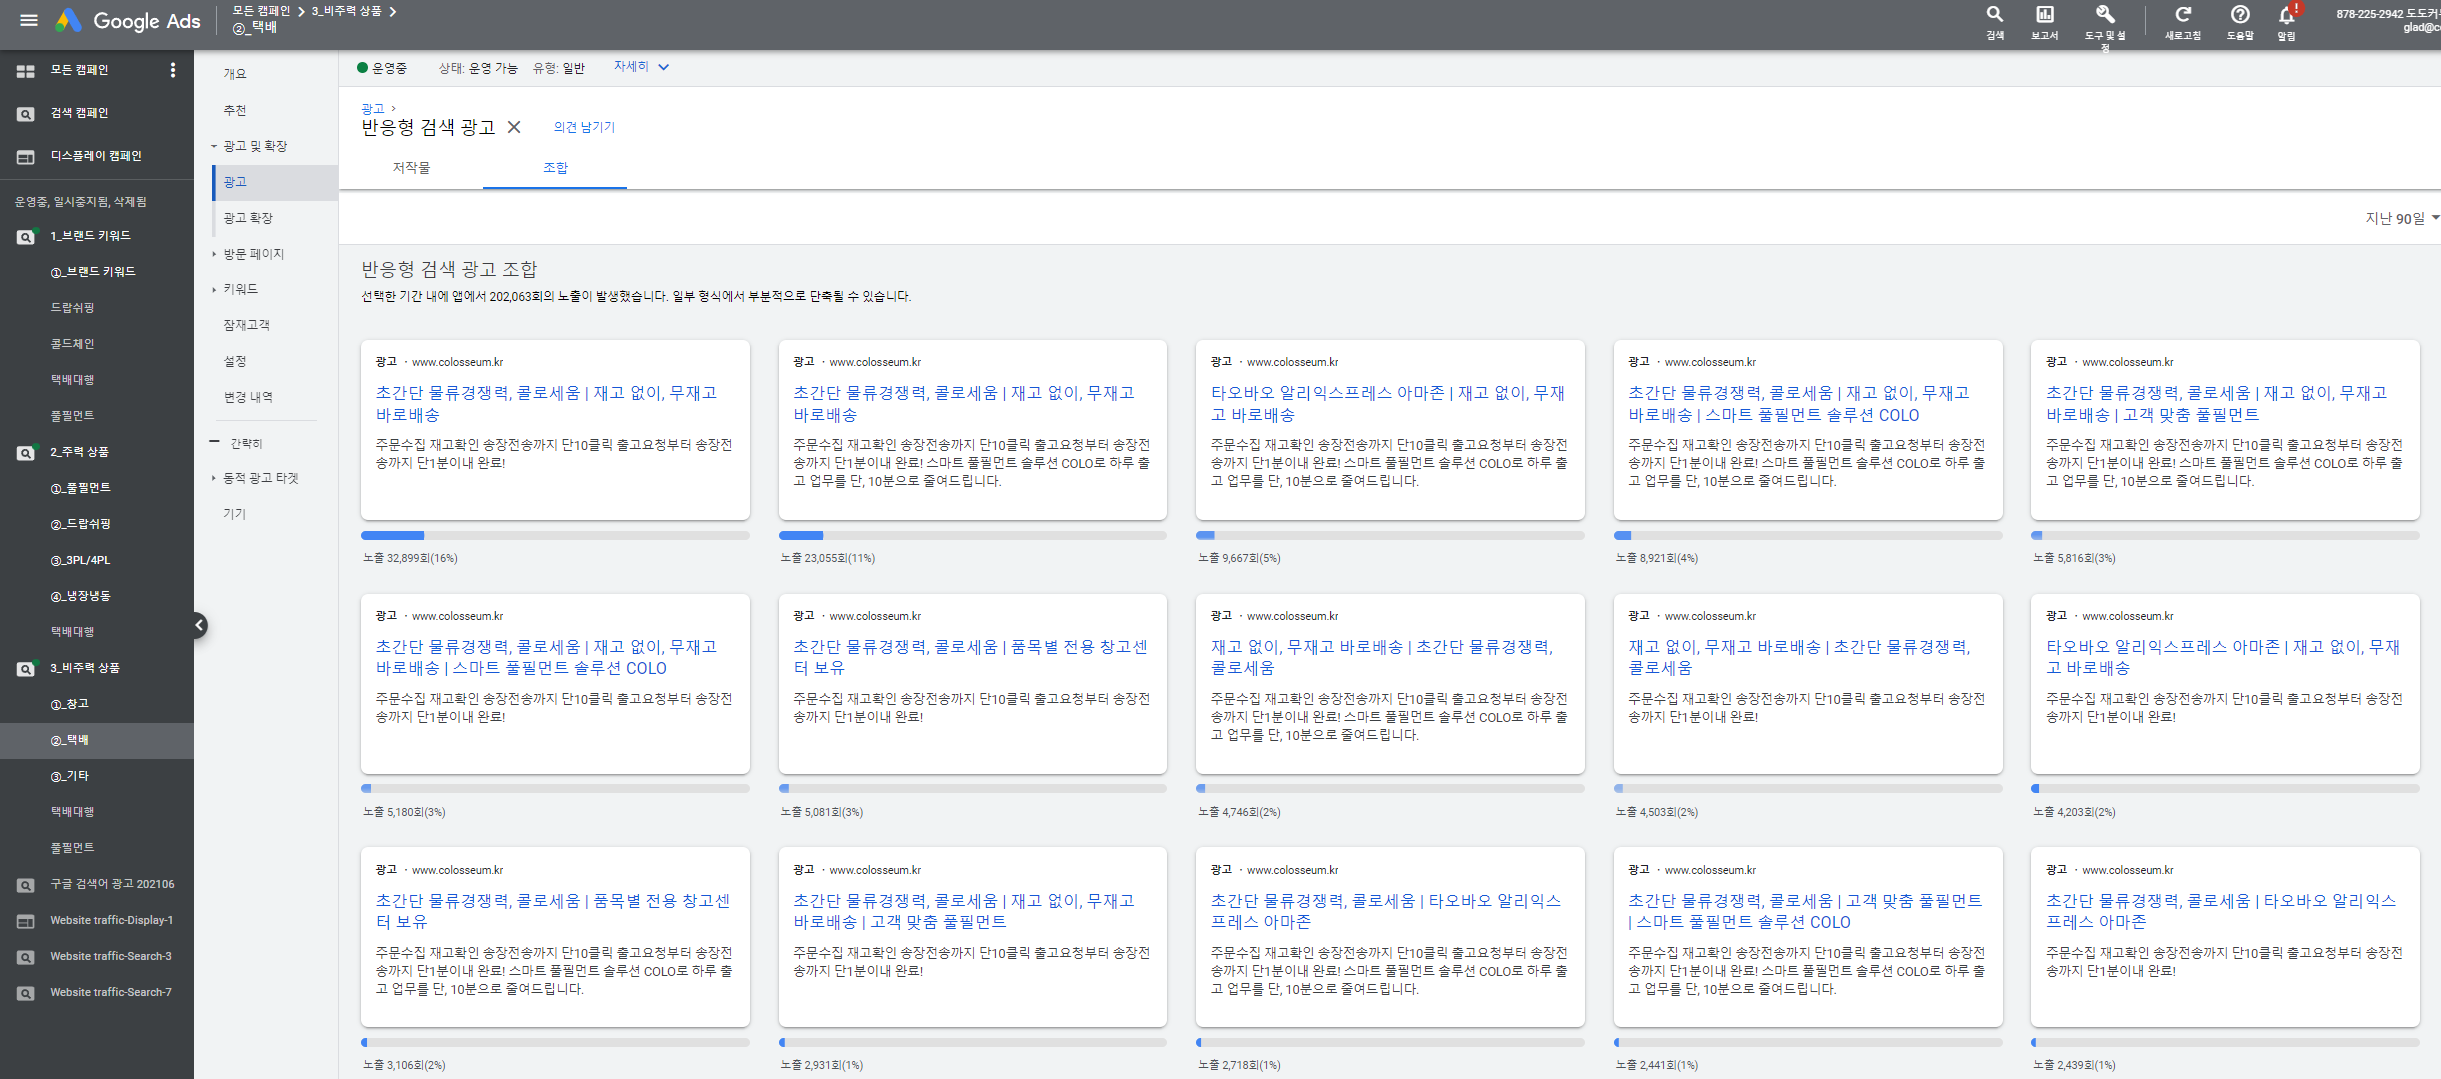 Google Ads
모든 캠페인 > 3_비주력 상품 >
②_택배
검색
보고서
도구 및 설정
새로고침
도움말
!
알림
878-225-2942 도도카
glad@c
모든 캠페인
검색 캠페인
디스플레이 캠페인
운영중, 일시중지됨, 삭제됨
1_브랜드 키워드
①_브랜드 키워드
드랍쉬핑
콜드체인
택배대행
풀필먼트
2_주력 상품
①_풀필먼트
②_드랍쉬핑
③_3PL/4PL
④_냉장냉동
택배대행
3_비주력 상품
①_창고
②_택배
③_기타
택배대행
풀필먼트
구글 검색어 광고 202106
Website traffic-Display-1
Website traffic-Search-3
Website traffic-Search-7
개요
추천
광고 및 확장
광고
광고 확장
방문 페이지
키워드
잠재고객
설정
변경 내역
간략히
동적 광고 타겟
기기
운영중 상태: 운영 가능 유형: 일반 자세히
광고 >
반응형 검색 광고 의견 남기기
저작물 조합
지난 90일
반응형 검색 광고 조합
선택한 기간 내에 앱에서 202,063회의 노출이 발생했습니다. 일부 형식에서 부분적으로 단축될 수 있습니다.
광고 · www.colosseum.kr
초간단 물류경쟁력, 콜로세움 | 재고 없이, 무재고
바로배송
주문수집 재고확인 송장전송까지 단10클릭 출고요청부터 송장전
송까지 단1분이내 완료!
노출 32,899회(16%)
광고 · www.colosseum.kr
초간단 물류경쟁력, 콜로세움 | 재고 없이, 무재고
바로배송
주문수집 재고확인 송장전송까지 단10클릭 출고요청부터 송장전
송까지 단1분이내 완료! 스마트 풀필먼트 솔루션 COLO로 하루 출
고 업무를 단, 10분으로 줄여드립니다.
노출 23,055회(11%)
광고 · www.colosseum.kr
타오바오 알리익스프레스 아마존 | 재고 없이, 무재
고 바로배송
주문수집 재고확인 송장전송까지 단10클릭 출고요청부터 송장전
송까지 단1분이내 완료! 스마트 풀필먼트 솔루션 COLO로 하루 출
고 업무를 단, 10분으로 줄여드립니다.
노출 9,667회(5%)
광고 · www.colosseum.kr
초간단 물류경쟁력, 콜로세움 | 재고 없이, 무재고
바로배송 | 스마트 풀필먼트 솔루션 COLO
주문수집 재고확인 송장전송까지 단10클릭 출고요청부터 송장전
송까지 단1분이내 완료! 스마트 풀필먼트 솔루션 COLO로 하루 출
고 업무를 단, 10분으로 줄여드립니다.
노출 8,921회(4%)
광고 · www.colosseum.kr
초간단 물류경쟁력, 콜로세움 | 재고 없이, 무재고
바로배송 | 고객 맞춤 풀필먼트
주문수집 재고확인 송장전송까지 단10클릭 출고요청부터 송장전
송까지 단1분이내 완료! 스마트 풀필먼트 솔루션 COLO로 하루 출
고 업무를 단, 10분으로 줄여드립니다.
노출 5,816회(3%)
광고 · www.colosseum.kr
초간단 물류경쟁력, 콜로세움 | 재고 없이, 무재고
바로배송 | 스마트 풀필먼트 솔루션 COLO
주문수집 재고확인 송장전송까지 단10클릭 출고요청부터 송장전
송까지 단1분이내 완료!
노출 5,180회(3%)
광고 · www.colosseum.kr
초간단 물류경쟁력, 콜로세움 | 품목별 전용 창고센
터 보유
주문수집 재고확인 송장전송까지 단10클릭 출고요청부터 송장전
송까지 단1분이내 완료!
노출 5,081회(3%)
광고 · www.colosseum.kr
재고 없이, 무재고 바로배송 | 초간단 물류경쟁력,
콜로세움
주문수집 재고확인 송장전송까지 단10클릭 출고요청부터 송장전
송까지 단1분이내 완료! 스마트 풀필먼트 솔루션 COLO로 하루 출
고 업무를 단, 10분으로 줄여드립니다.
노출 4,746회(2%)
광고 · www.colosseum.kr
재고 없이, 무재고 바로배송 | 초간단 물류경쟁력,
콜로세움
주문수집 재고확인 송장전송까지 단10클릭 출고요청부터 송장전
송까지 단1분이내 완료!
노출 4,503회(2%)
광고 · www.colosseum.kr
타오바오 알리익스프레스 아마존 | 재고 없이, 무재
고 바로배송
주문수집 재고확인 송장전송까지 단10클릭 출고요청부터 송장전
송까지 단1분이내 완료!
노출 4,203회(2%)
광고 · www.colosseum.kr
초간단 물류경쟁력, 콜로세움 | 품목별 전용 창고센
터 보유
주문수집 재고확인 송장전송까지 단10클릭 출고요청부터 송장전
송까지 단1분이내 완료! 스마트 풀필먼트 솔루션 COLO로 하루 출
고 업무를 단, 10분으로 줄여드립니다.
노출 3,106회(2%)
광고 · www.colosseum.kr
초간단 물류경쟁력, 콜로세움 | 재고 없이, 무재고
바로배송 | 고객 맞춤 풀필먼트
주문수집 재고확인 송장전송까지 단10클릭 출고요청부터 송장전
송까지 단1분이내 완료!
노출 2,931회(1%)
광고 · www.colosseum.kr
초간단 물류경쟁력, 콜로세움 | 타오바오 알리익스
프레스 아마존
주문수집 재고확인 송장전송까지 단10클릭 출고요청부터 송장전
송까지 단1분이내 완료! 스마트 풀필먼트 솔루션 COLO로 하루 출
고 업무를 단, 10분으로 줄여드립니다.
노출 2,718회(1%)
광고 · www.colosseum.kr
초간단 물류경쟁력, 콜로세움 | 고객 맞춤 풀필먼트
| 스마트 풀필먼트 솔루션 COLO
주문수집 재고확인 송장전송까지 단10클릭 출고요청부터 송장전
송까지 단1분이내 완료! 스마트 풀필먼트 솔루션 COLO로 하루 출
고 업무를 단, 10분으로 줄여드립니다.
노출 2,441회(1%)
광고 · www.colosseum.kr
초간단 물류경쟁력, 콜로세움 | 타오바오 알리익스
프레스 아마존
주문수집 재고확인 송장전송까지 단10클릭 출고요청부터 송장전
송까지 단1분이내 완료!
노출 2,439회(1%)